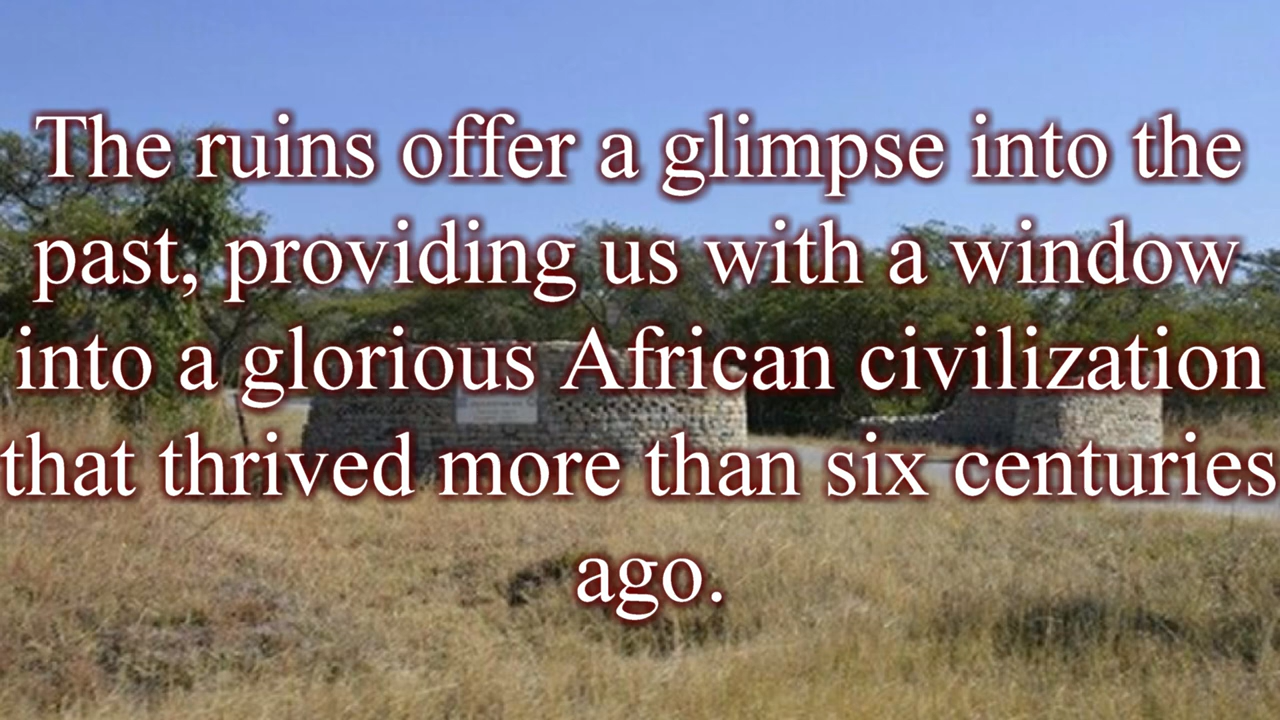 The ruins offer a glimpse into the
past, providing us with a window
into a glorious African civilization
that thrived more than six centuries
ago.